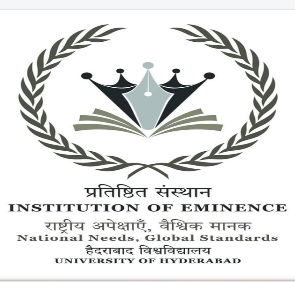 प्रतिष्ठित संस्थान
INSTITUTION OF EMINENCE
राष्ट्रीय अपेक्षाएँ, वैश्विक मानक
National Needs, Global Standards
हैदराबाद विश्वविद्यालय
UNIVERSITY OF HYDERABAD